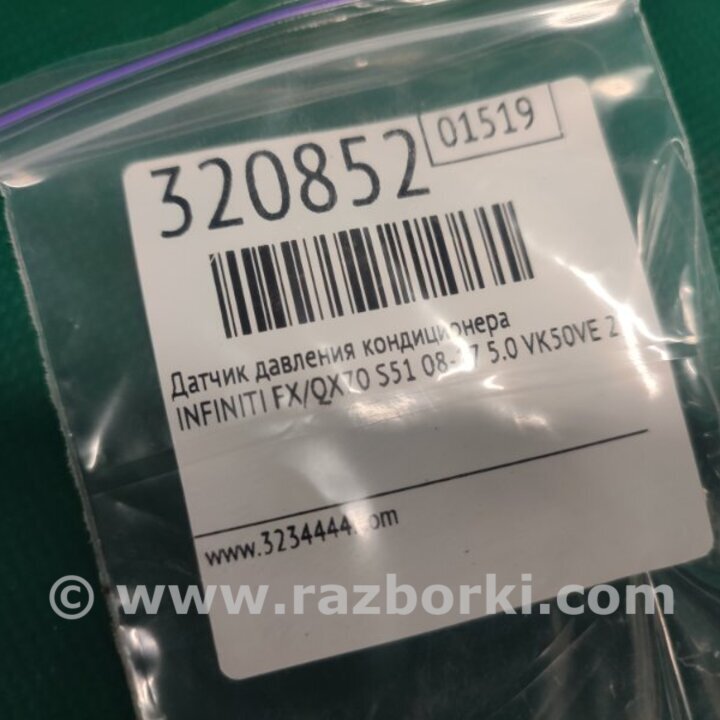 01519
320852
Датчик давления кондиционера
INFINITI FX/QX70 S51 08-17 5.0 VK50VE
www.3234444.com
© www.razborki.com